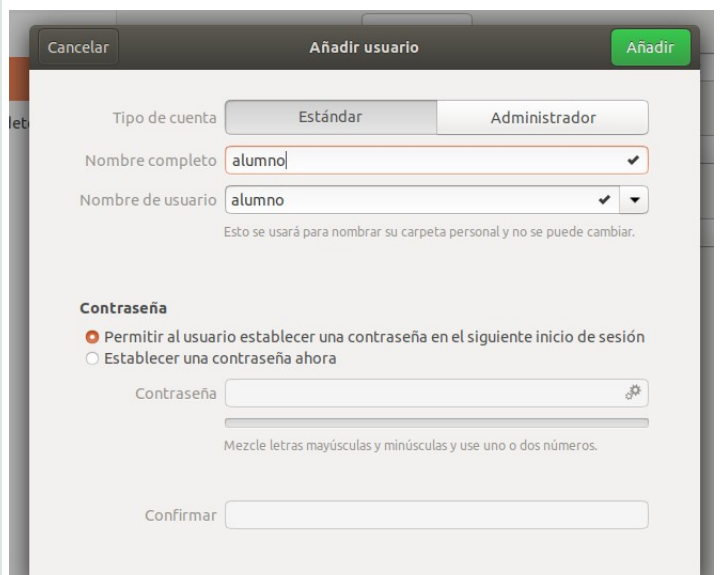 Cancelar Añadir usuario Añadir
Tipo de cuenta Estándar Administrador
Nombre completo alumno
Nombre de usuario alumno
Esto se usará para nombrar su carpeta personal y no se puede cambiar.
Contraseña
Permitir al usuario establecer una contraseña en el siguiente inicio de sesión
Establecer una contraseña ahora
Contraseña
Mezcle letras mayúsculas y minúsculas y use uno o dos números.
Confirmar